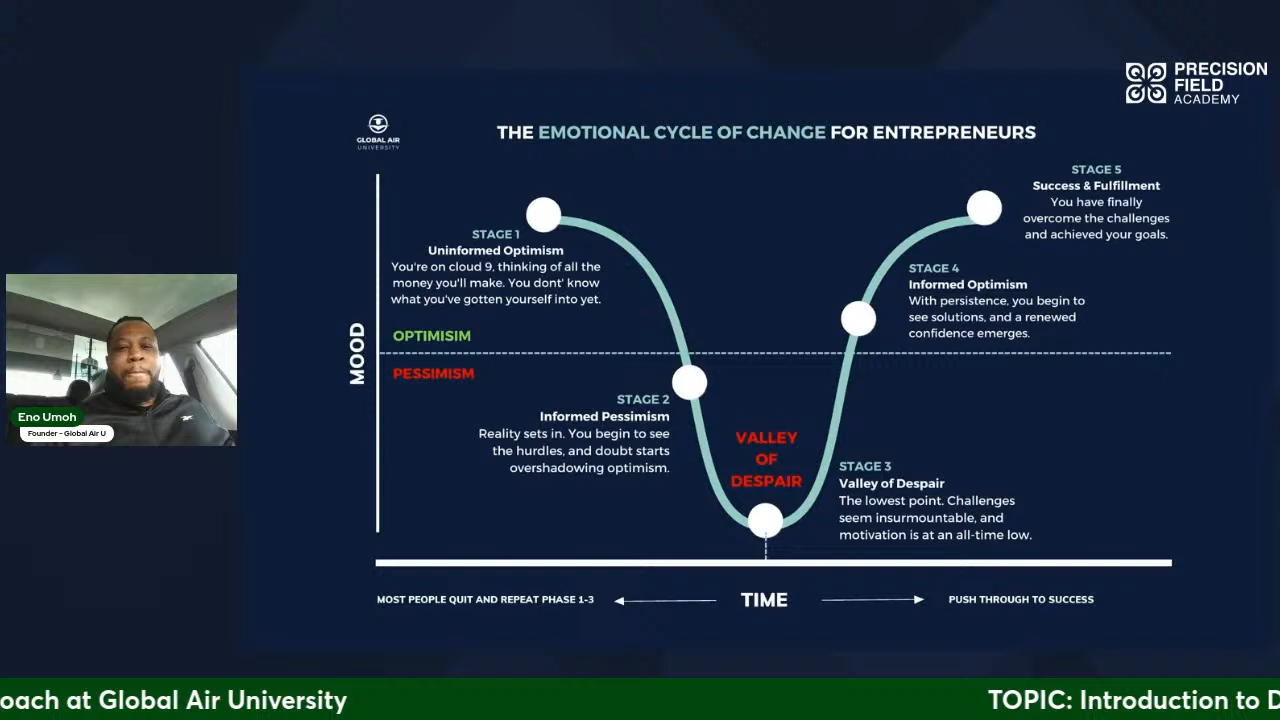 PRECISION
FIELD
ACADEMY
GLOBAL AIR
UNIVERSITY
THE EMOTIONAL CYCLE OF CHANGE FOR ENTREPRENEURS
STAGE 1
Uninformed Optimism
You're on cloud 9, thinking of all the
money you'll make. You dont' know
what you've gotten yourself into yet.
STAGE 5
Success & Fulfillment
You have finally
overcome the challenges
and achieved your goals.
STAGE 4
Informed Optimism
With persistence, you begin to
see solutions, and a renewed
confidence emerges.
MOOD
OPTIMISIM
PESSIMISM
STAGE 2
Informed Pessimism
Reality sets in. You begin to see
the hurdles, and doubt starts
overshadowing optimism.
VALLEY
OF
DESPAIR
STAGE 3
Valley of Despair
The lowest point. Challenges
seem insurmountable, and
motivation is at an all-time low.
MOST PEOPLE QUIT AND REPEAT PHASE 1-3
TIME
PUSH THROUGH TO SUCCESS
Eno Umoh
Founder - Global Air U
oach at Global Air University
TOPIC: Introduction to D